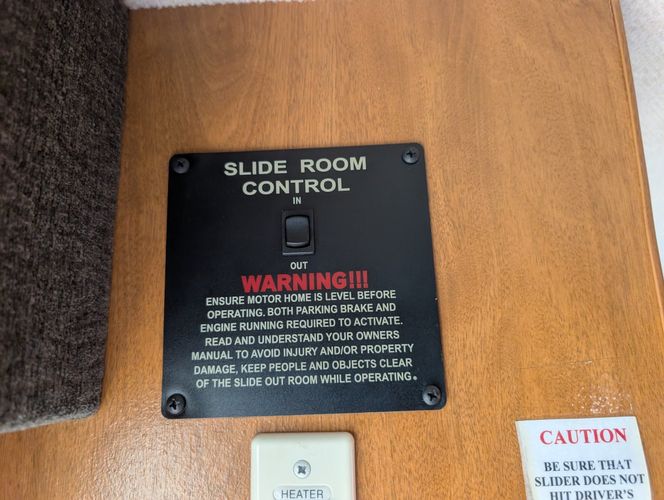 SLIDE ROOM
CONTROL
IN
OUT
WARNING!!!
ENSURE MOTOR HOME IS LEVEL BEFORE
OPERATING. BOTH PARKING BRAKE AND
ENGINE RUNNING REQUIRED TO ACTIVATE.
READ AND UNDERSTAND YOUR OWNERS
MANUAL TO AVOID INJURY AND/OR PROPERTY
DAMAGE, KEEP PEOPLE AND OBJECTS CLEAR
OF THE SLIDE OUT ROOM WHILE OPERATING.
HEATER
CAUTION
BE SURE THAT
SLIDER DOES NOT
HIT DRIVER'S